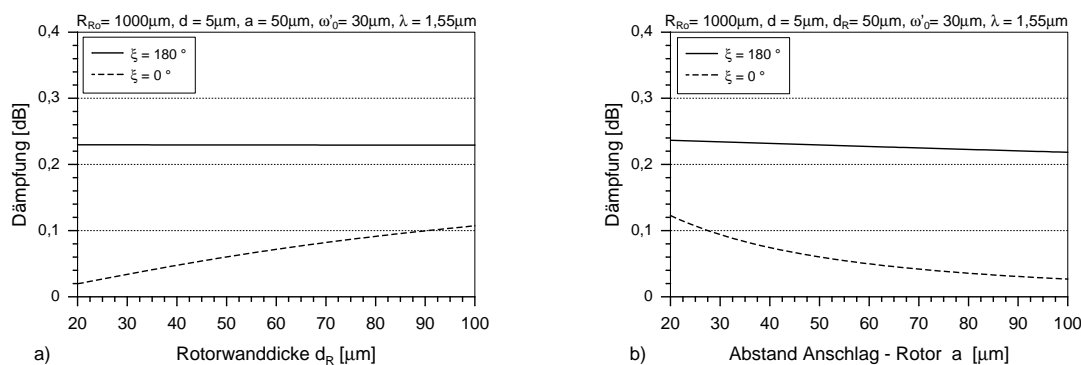 R_Ro= 1000μm, d = 5μm, a = 50μm, ω'₀= 30μm, λ = 1,55μm
0,4
0,3
0,2
0,1
0
Dämpfung [dB]
ξ = 180 °
ξ = 0 °
20 30 40 50 60 70 80 90 100
a) Rotorwanddicke d_R [μm]
R_Ro= 1000μm, d = 5μm, d_R= 50μm, ω'₀= 30μm, λ = 1,55μm
0,4
0,3
0,2
0,1
0
Dämpfung [dB]
ξ = 180 °
ξ = 0 °
20 30 40 50 60 70 80 90 100
b) Abstand Anschlag - Rotor a [μm]